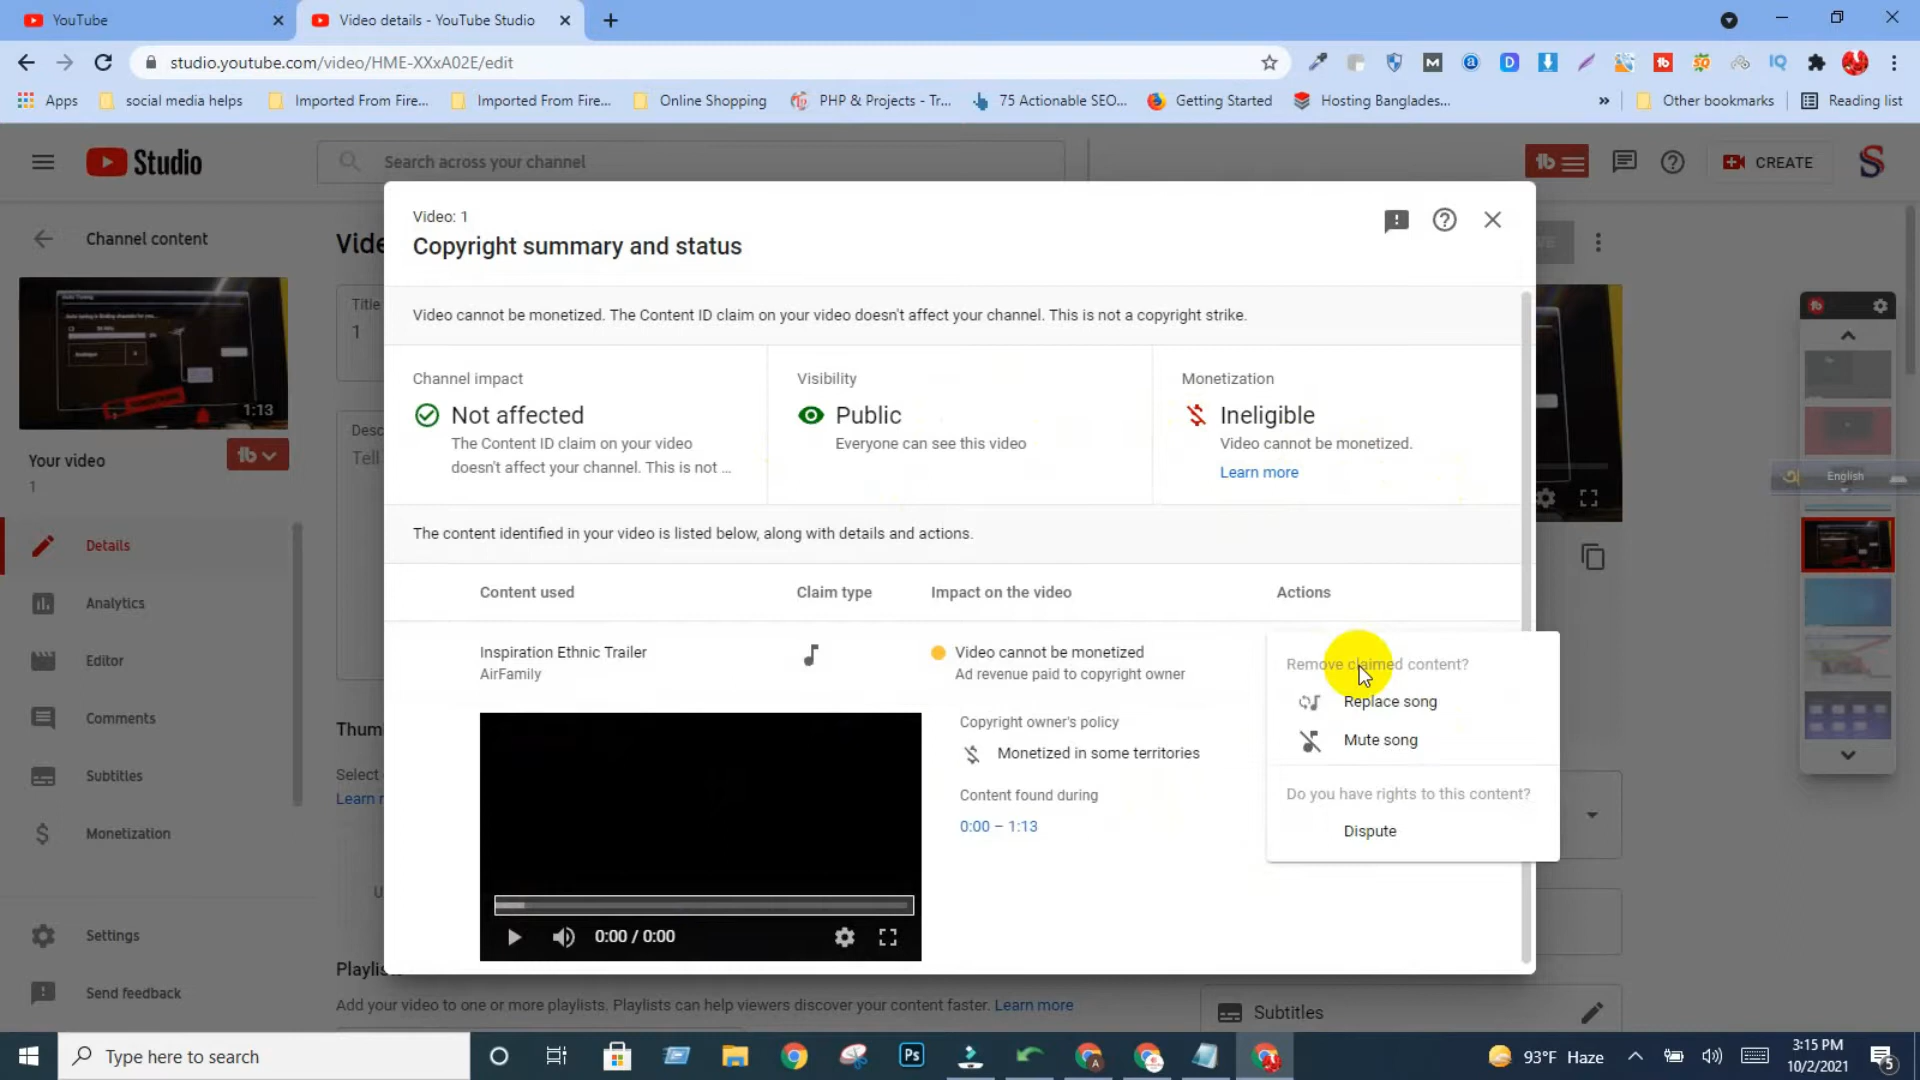 YouTube
Video details - YouTube Studio
studio.youtube.com/video/HME-XXxA02E/edit
Apps
social media helps
Imported From Fire...
Imported From Fire...
Online Shopping
PHP & Projects - Tr...
75 Actionable SEO...
Getting Started
Hosting Banglades...
»
Other bookmarks
Reading list
Studio
Search across your channel
CREATE
Channel content
1:13
Your video
1
Details
Analytics
Editor
Comments
Subtitles
Monetization
Settings
Send feedback
Title
1
Video: 1
Copyright summary and status
Video cannot be monetized. The Content ID claim on your video doesn't affect your channel. This is not a copyright strike.
Channel impact
Not affected
The Content ID claim on your video
doesn't affect your channel. This is not ...
Visibility
Public
Everyone can see this video
Monetization
Ineligible
Video cannot be monetized.
Learn more
The content identified in your video is listed below, along with details and actions.
Content used
Claim type
Impact on the video
Actions
Inspiration Ethnic Trailer
AirFamily
Video cannot be monetized
Ad revenue paid to copyright owner
Copyright owner's policy
Monetized in some territories
Content found during
0:00 – 1:13
0:00 / 0:00
Remove claimed content?
Replace song
Mute song
Do you have rights to this content?
Dispute
English
Select
Add your video to one or more playlists. Playlists can help viewers discover your content faster. Learn more
Subtitles
Type here to search
Ps
93°F Haze
3:15 PM
10/2/2021
5